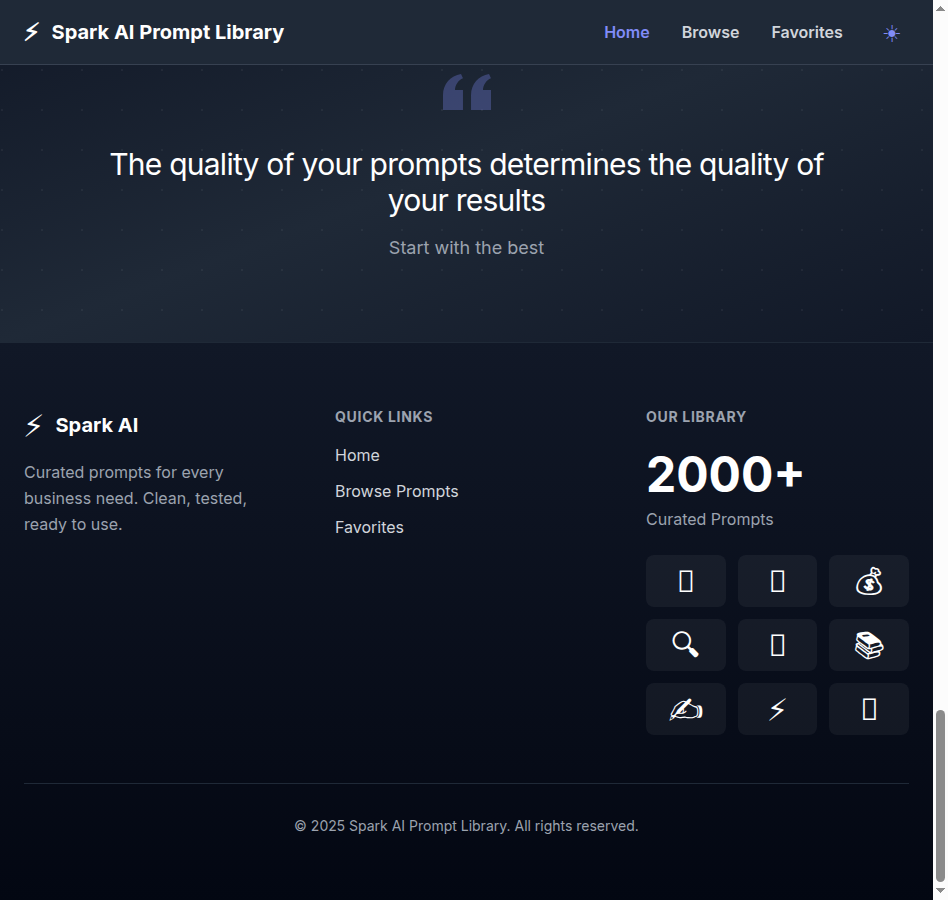 Spark AI Prompt Library
Home
Browse
Favorites
The quality of your prompts determines the quality of
your results
Start with the best
Spark AI
Curated prompts for every
business need. Clean, tested,
ready to use.
QUICK LINKS
Home
Browse Prompts
Favorites
OUR LIBRARY
2000+
Curated Prompts
© 2025 Spark AI Prompt Library. All rights reserved.